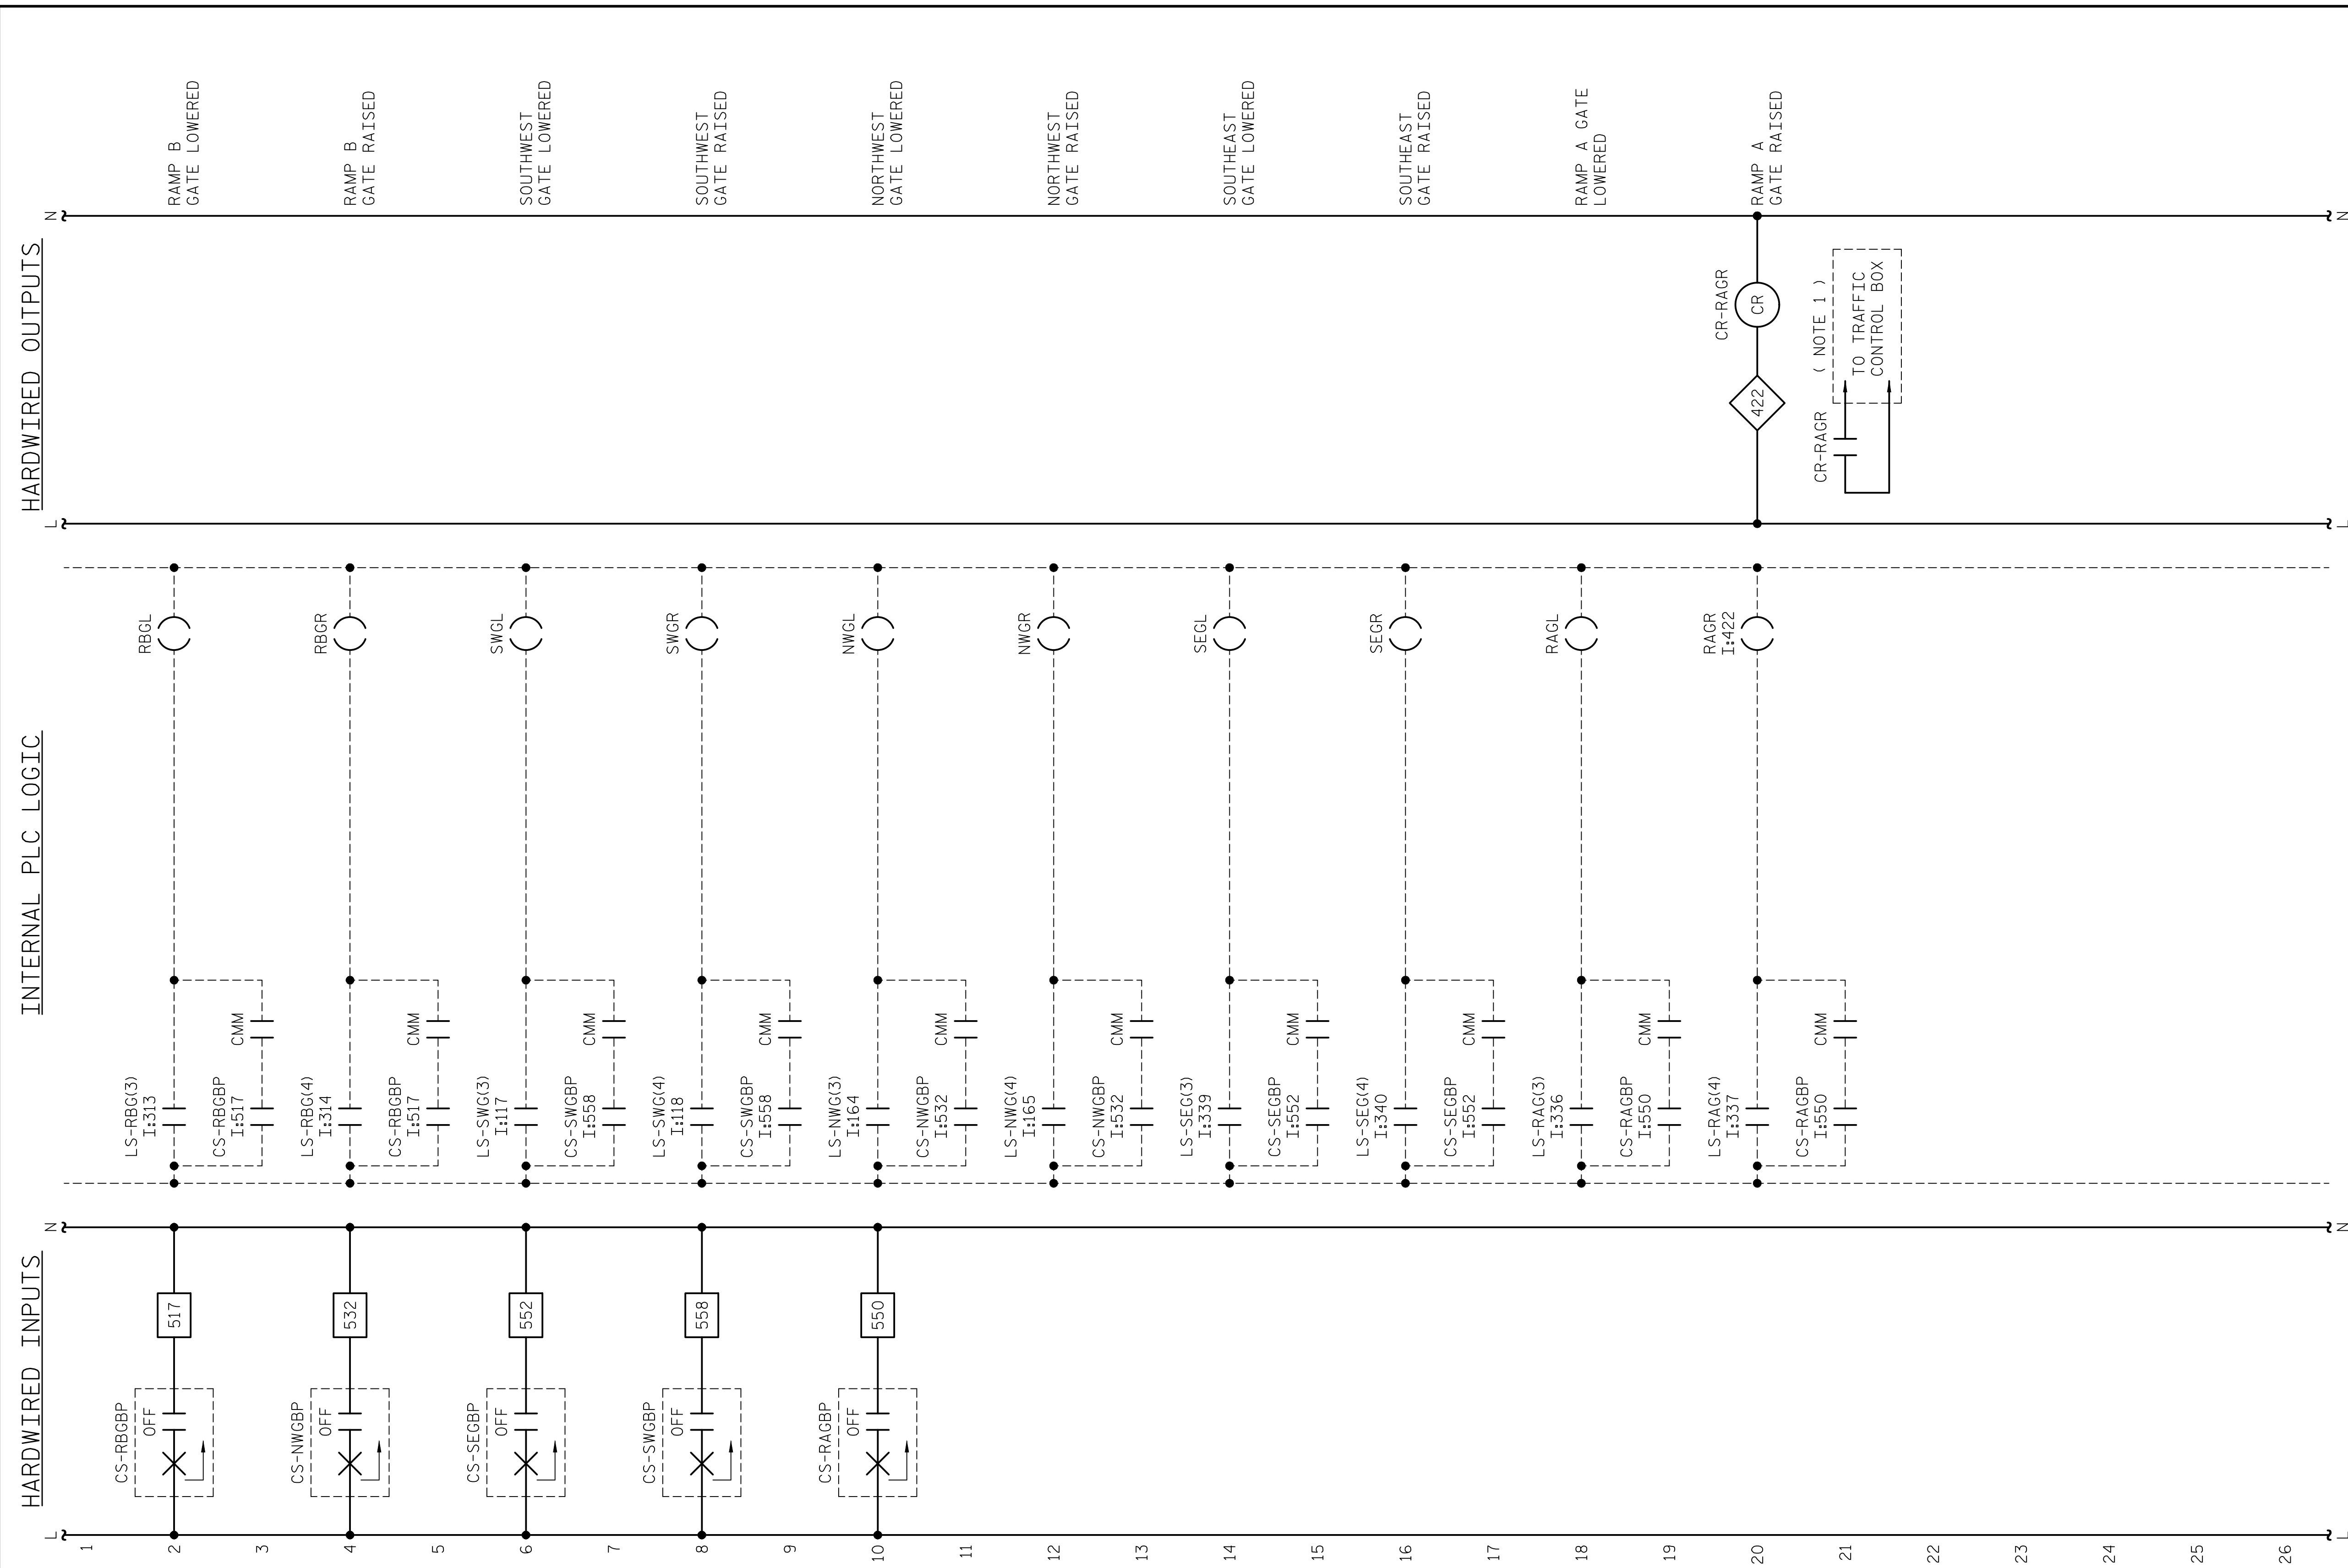 HARDWIRED INPUTS
INTERNAL PLC LOGIC
HARDWIRED OUTPUTS
L
N
L
N
1
2
CS-RBGBP
OFF
517
LS-RBG(3)
I:313
RBGL
RAMP B
GATE LOWERED
3
CS-RBGBP
I:517
CMM
4
CS-NWGBP
OFF
532
LS-RBG(4)
I:314
RBGR
RAMP B
GATE RAISED
5
CS-RBGBP
I:517
CMM
6
CS-SEGBP
OFF
552
LS-SWG(3)
I:117
SWGL
SOUTHWEST
GATE LOWERED
7
CS-SWGBP
I:558
CMM
8
CS-SWGBP
OFF
558
LS-SWG(4)
I:118
SWGR
SOUTHWEST
GATE RAISED
9
CS-SWGBP
I:558
CMM
10
CS-RAGBP
OFF
550
LS-NWG(3)
I:164
NWGL
NORTHWEST
GATE LOWERED
11
CS-NWGBP
I:532
CMM
12
LS-NWG(4)
I:165
NWGR
NORTHWEST
GATE RAISED
13
CS-NWGBP
I:532
CMM
14
LS-SEG(3)
I:339
SEGL
SOUTHEAST
GATE LOWERED
15
CS-SEGBP
I:552
CMM
16
LS-SEG(4)
I:340
SEGR
SOUTHEAST
GATE RAISED
17
CS-SEGBP
I:552
CMM
18
LS-RAG(3)
I:336
RAGL
RAMP A GATE
LOWERED
19
CS-RAGBP
I:550
CMM
20
LS-RAG(4)
I:337
RAGR
I:422
422
CR-RAGR
CR
RAMP A
GATE RAISED
21
CS-RAGBP
I:550
CMM
CR-RAGR
( NOTE 1 )
TO TRAFFIC
CONTROL BOX
22
23
24
25
26
L
N
L
N